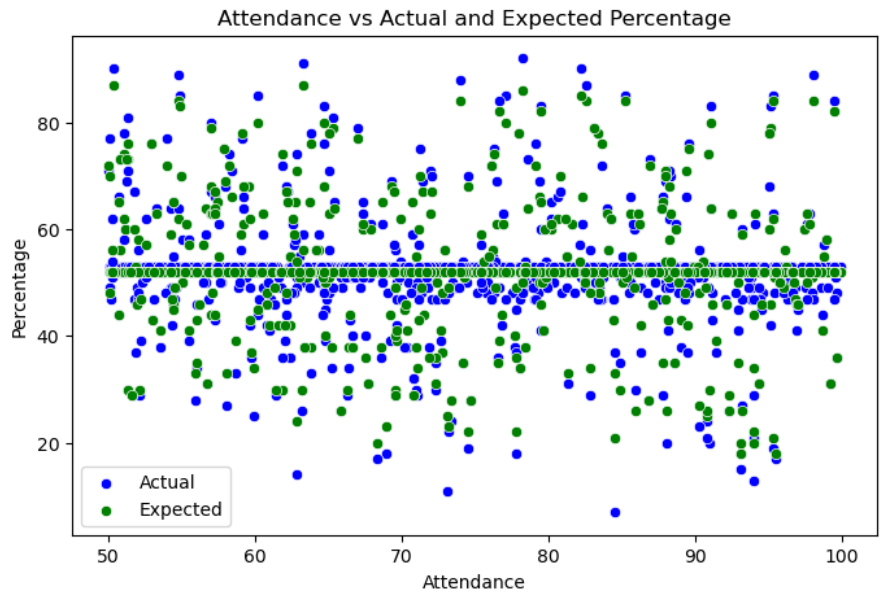 Attendance vs Actual and Expected Percentage
Percentage
80
60
40
20
Actual
Expected
50
60
70
80
90
100
Attendance